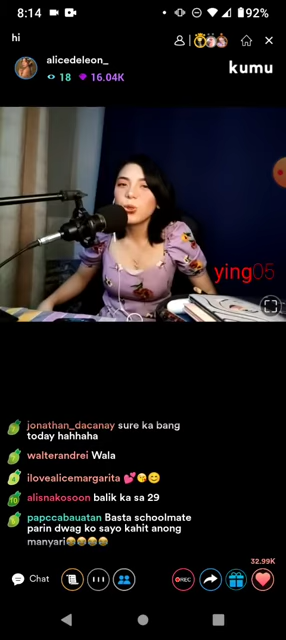 8:14
92%
hi
alicedeleon_
18
16.04K
kumu
ying05
jonathan_dacanay sure ka bang
today hahhaha
walterandrei Wala
ilovealicemargarita 💕😘😊
alisnakosoon balik ka sa 29
papccabauatan Basta schoolmate
parin dwag ko sayo kahit anong
manyari😂😂😂😂
32.99K
Chat
REC